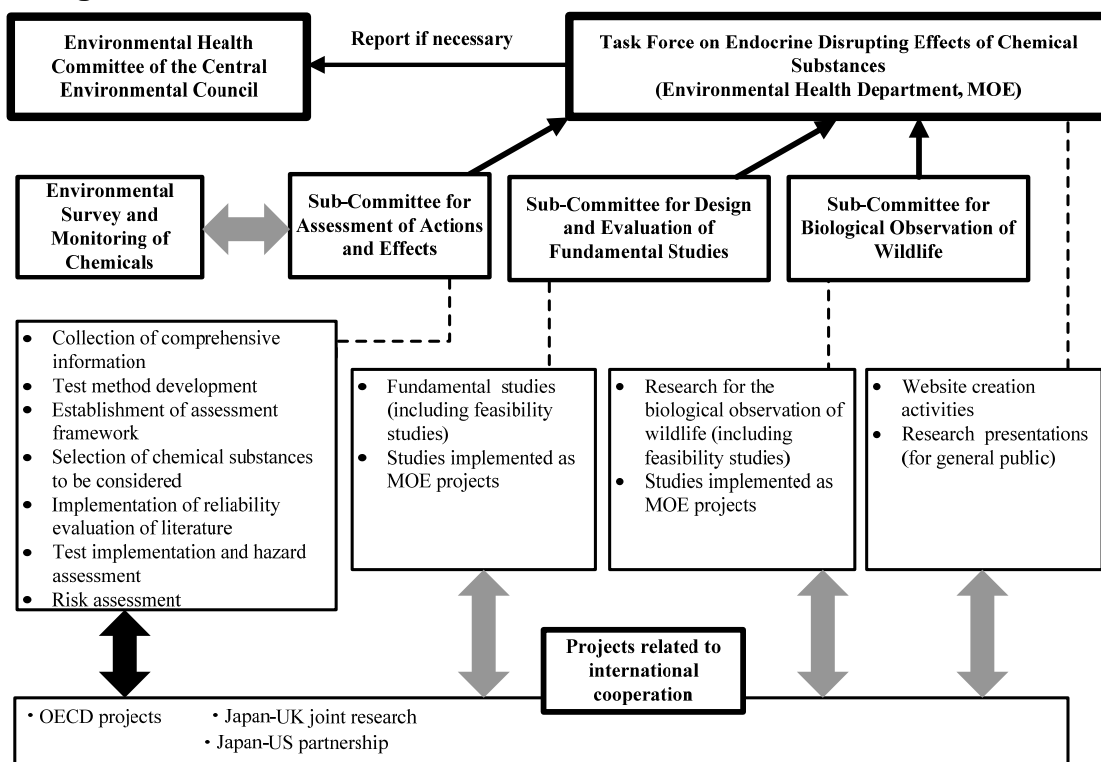 Environmental Health
Committee of the Central
Environmental Council
Report if necessary
Task Force on Endocrine Disrupting Effects of Chemical
Substances
(Environmental Health Department, MOE)
Environmental
Survey and
Monitoring of
Chemicals
Sub-Committee for
Assessment of Actions
and Effects
Sub-Committee for Design
and Evaluation of
Fundamental Studies
Sub-Committee for
Biological Observation of
Wildlife
• Collection of comprehensive
information
• Test method development
• Establishment of assessment
framework
• Selection of chemical substances
to be considered
• Implementation of reliability
evaluation of literature
• Test implementation and hazard
assessment
• Risk assessment
• Fundamental studies
(including feasibility
studies)
• Studies implemented as
MOE projects
• Research for the
biological observation of
wildlife (including
feasibility studies)
• Studies implemented as
MOE projects
• Website creation
activities
• Research presentations
(for general public)
Projects related to
international
cooperation
・OECD projects
・Japan-UK joint research
・Japan-US partnership